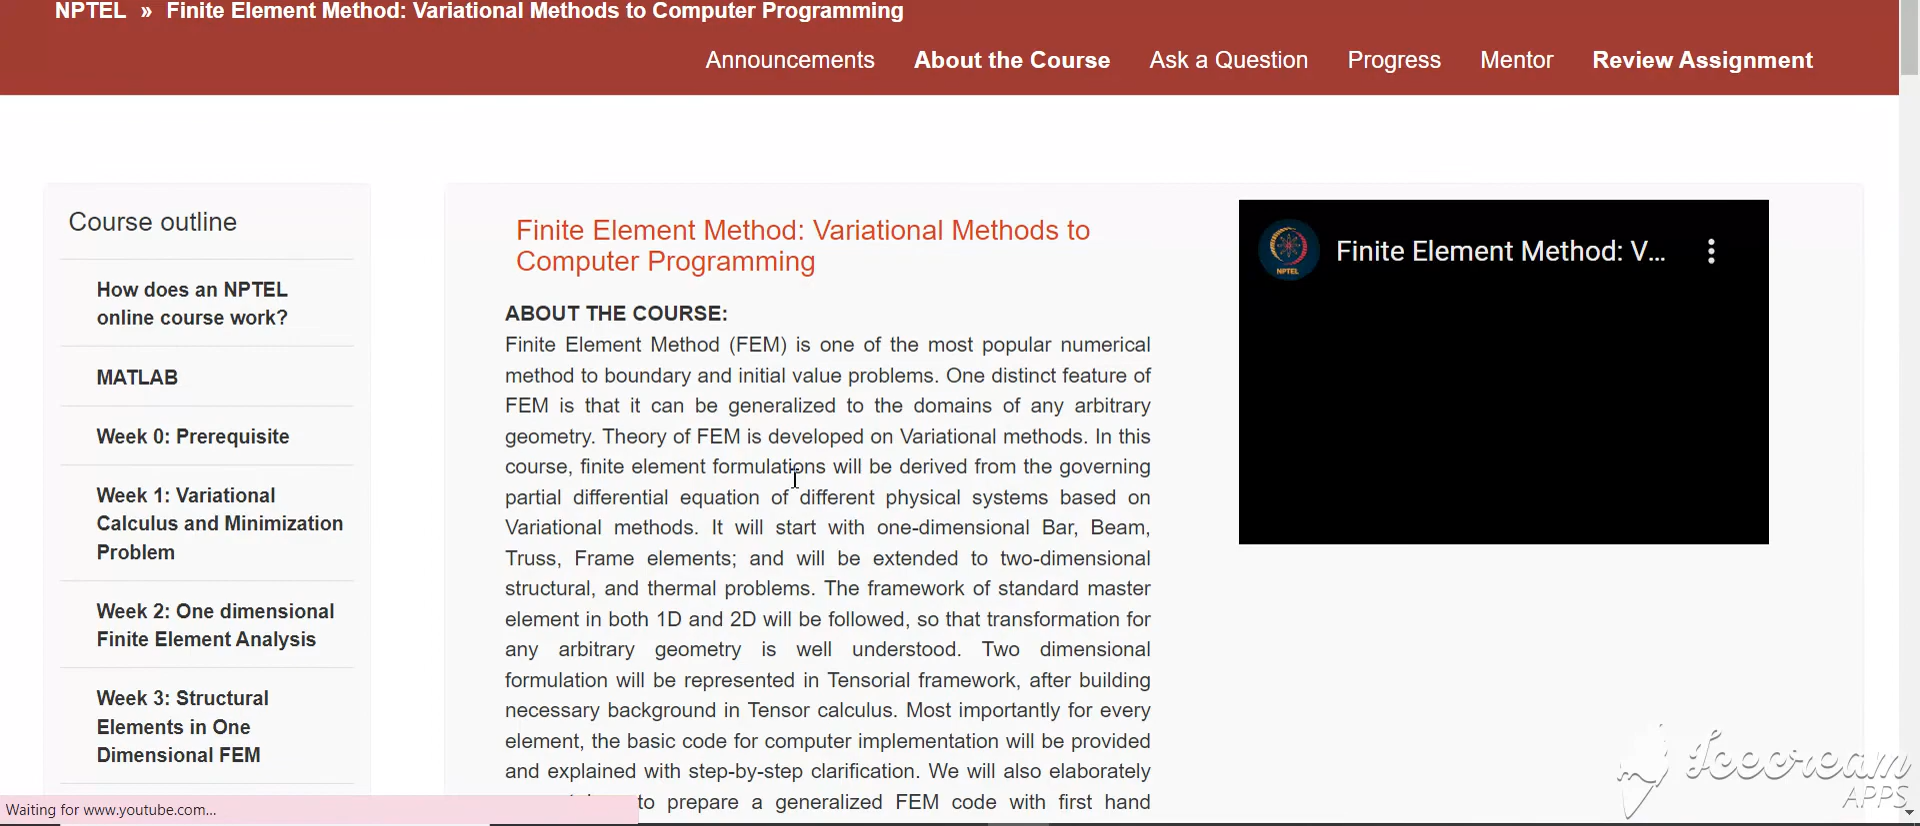 NPTEL » Finite Element Method: Variational Methods to Computer Programming
Announcements About the Course Ask a Question Progress Mentor Review Assignment
Course outline
How does an NPTEL
online course work?
MATLAB
Week 0: Prerequisite
Week 1: Variational
Calculus and Minimization
Problem
Week 2: One dimensional
Finite Element Analysis
Week 3: Structural
Elements in One
Dimensional FEM
Finite Element Method: Variational Methods to
Computer Programming
ABOUT THE COURSE:
Finite Element Method (FEM) is one of the most popular numerical
method to boundary and initial value problems. One distinct feature of
FEM is that it can be generalized to the domains of any arbitrary
geometry. Theory of FEM is developed on Variational methods. In this
course, finite element formulations will be derived from the governing
partial differential equation of different physical systems based on
Variational methods. It will start with one-dimensional Bar, Beam,
Truss, Frame elements; and will be extended to two-dimensional
structural, and thermal problems. The framework of standard master
element in both 1D and 2D will be followed, so that transformation for
any arbitrary geometry is well understood. Two dimensional
formulation will be represented in Tensorial framework, after building
necessary background in Tensor calculus. Most importantly for every
element, the basic code for computer implementation will be provided
and explained with step-by-step clarification. We will also elaborately
to prepare a generalized FEM code with first hand
NPTEL
Finite Element Method: V...
Waiting for www.youtube.com...
Icecream
APPS